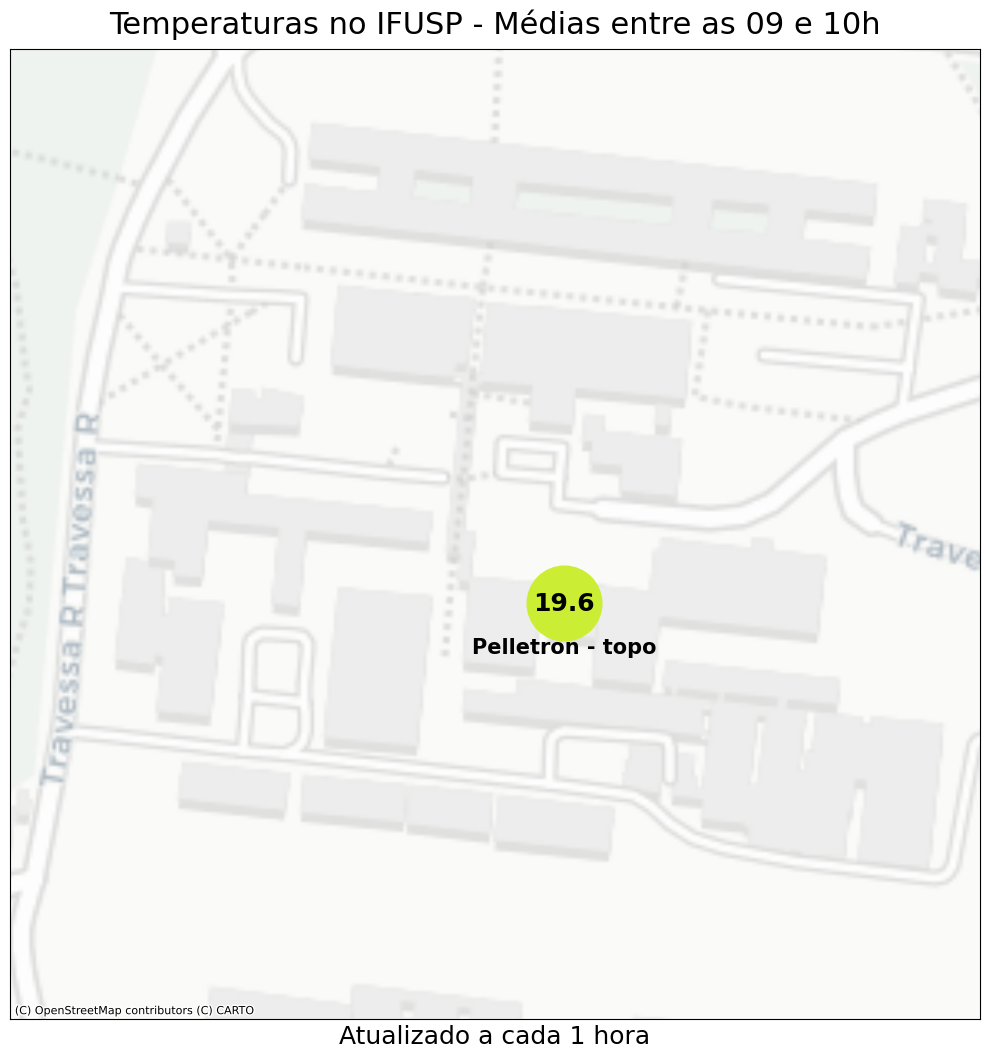 Temperaturas no IFUSP - Médias entre as 09 e 10h
Travessa R Travessa R
Trave
19.6
Pelletron - topo
(C) OpenStreetMap contributors (C) CARTO
Atualizado a cada 1 hora